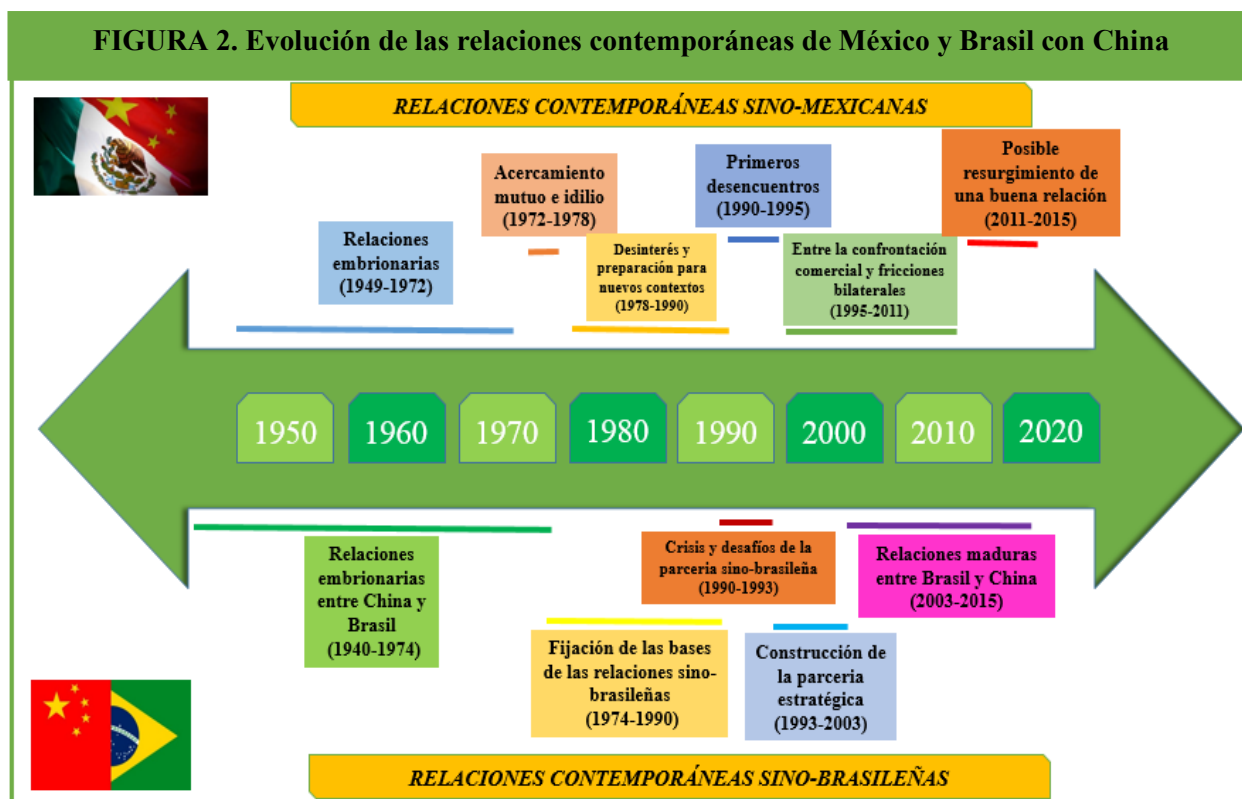 FIGURA 2. Evolución de las relaciones contemporáneas de México y Brasil con China
RELACIONES CONTEMPORÁNEAS SINO-MEXICANAS
Relaciones
embrionarias
(1949-1972)
Acercamiento
mutuo e idilio
(1972-1978)
Desinterés y
preparación para
nuevos contextos
(1978-1990)
Primeros
desencuentros
(1990-1995)
Entre la confrontación
comercial y fricciones
bilaterales
(1995-2011)
Posible
resurgimiento de
una buena relación
(2011-2015)
1950
1960
1970
1980
1990
2000
2010
2020
Relaciones
embrionarias
entre China y
Brasil
(1940-1974)
Fijación de las bases
de las relaciones sino-
brasileñas
(1974-1990)
Crisis y desafíos de la
parceria sino-brasileña
(1990-1993)
Construcción de
la parceria
estratégica
(1993-2003)
Relaciones maduras
entre Brasil y China
(2003-2015)
RELACIONES CONTEMPORÁNEAS SINO-BRASILEÑAS